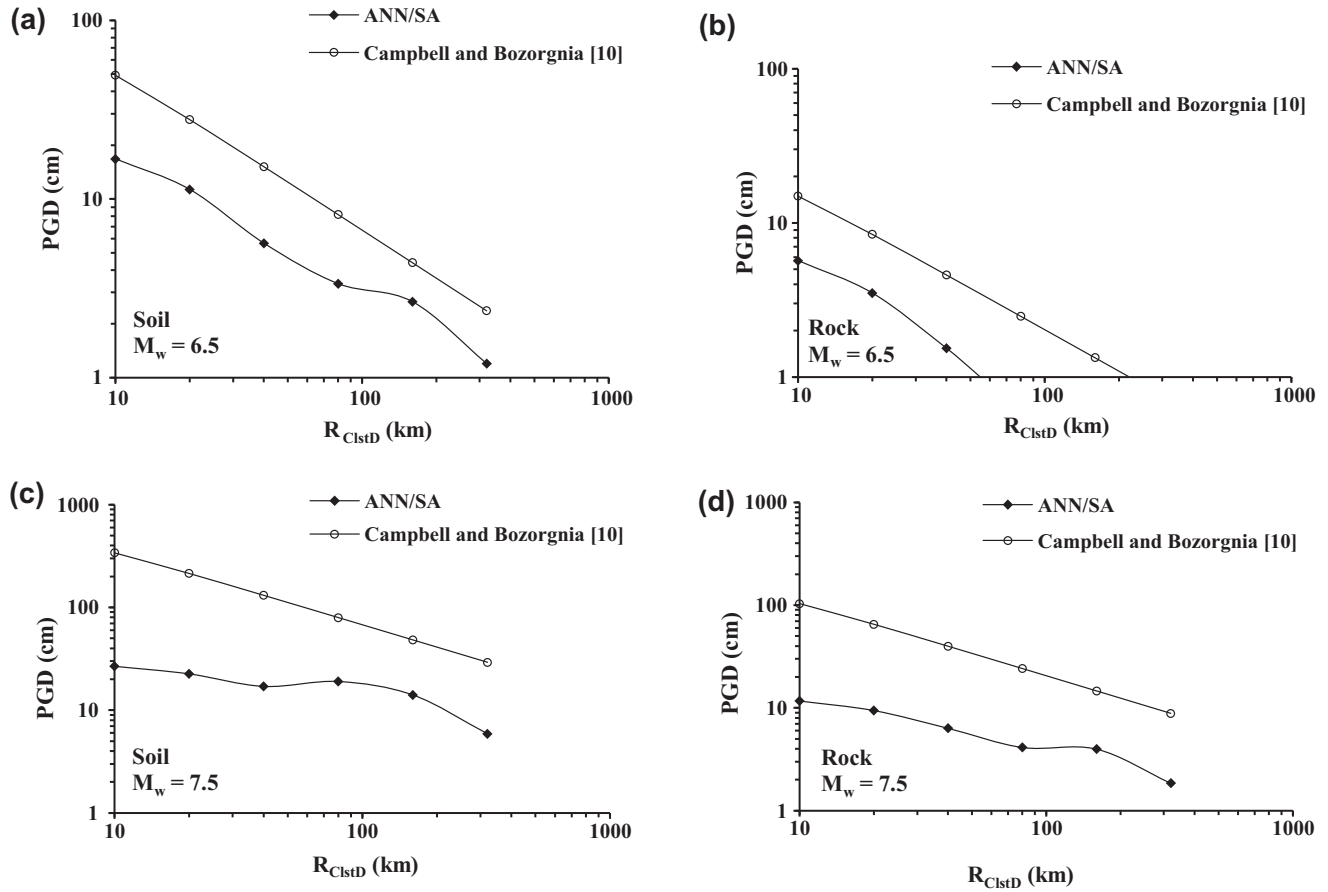 (a)
100
10
1
PGD (cm)
ANN/SA
Campbell and Bozorgnia [10]
Soil
M_w = 6.5
10 100 1000
R_ClstD (km)
(b)
100
10
1
PGD (cm)
ANN/SA
Campbell and Bozorgnia [10]
Rock
M_w = 6.5
10 100 1000
R_ClstD (km)
(c)
1000
100
10
1
PGD (cm)
ANN/SA
Campbell and Bozorgnia [10]
Soil
M_w = 7.5
10 100 1000
R_ClstD (km)
(d)
1000
100
10
1
PGD (cm)
ANN/SA
Campbell and Bozorgnia [10]
Rock
M_w = 7.5
10 100 1000
R_ClstD (km)